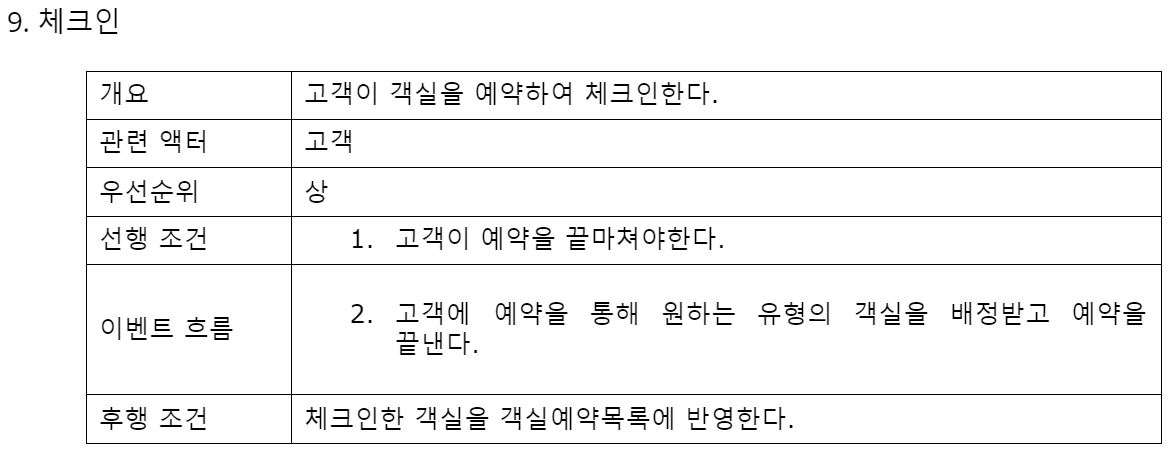 9. 체크인
개요 고객이 객실을 예약하여 체크인한다.
관련 액터 고객
우선순위 상
선행 조건 1. 고객이 예약을 끝마쳐야한다.
이벤트 흐름 2. 고객에 예약을 통해 원하는 유형의 객실을 배정받고 예약을
끝낸다.
후행 조건 체크인한 객실을 객실예약목록에 반영한다.